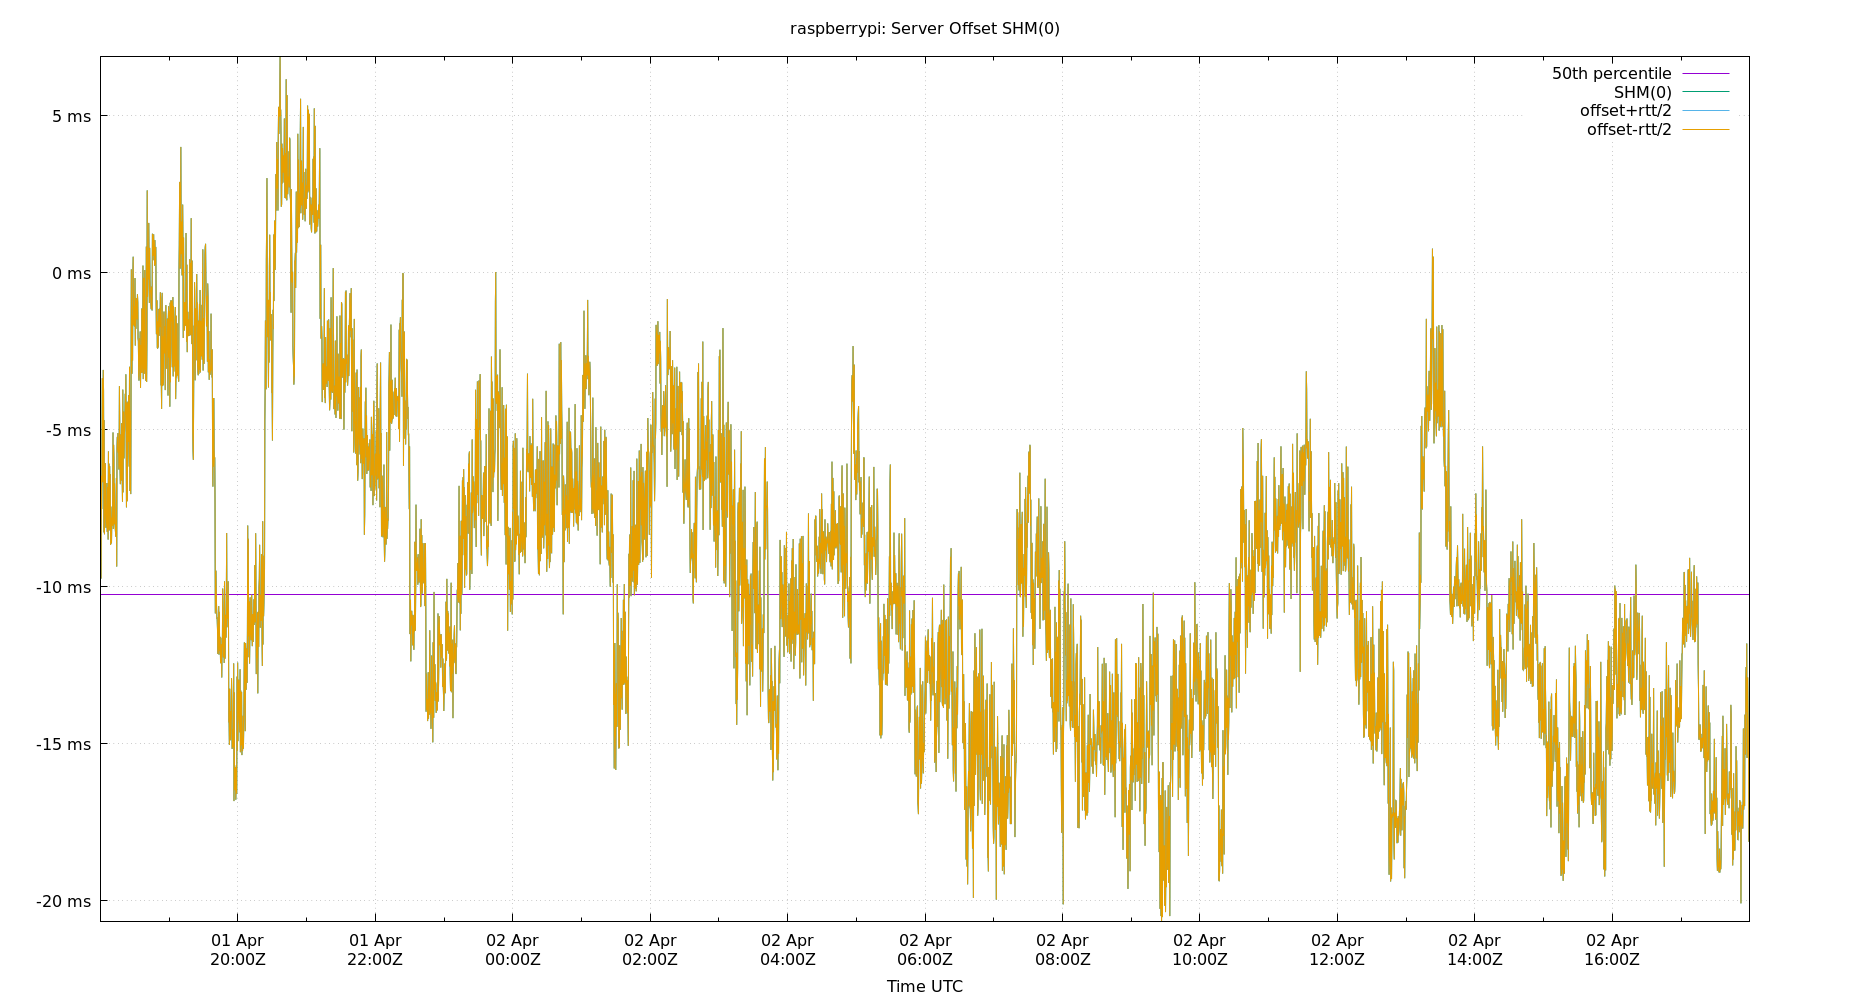 raspberrypi: Server Offset SHM(0)
50th percentile
SHM(0)
offset+rtt/2
offset-rtt/2
5 ms
0 ms
-5 ms
-10 ms
-15 ms
-20 ms
01 Apr 01 Apr 02 Apr 02 Apr 02 Apr 02 Apr 02 Apr 02 Apr 02 Apr 02 Apr 02 Apr
20:00Z 22:00Z 00:00Z 02:00Z 04:00Z 06:00Z 08:00Z 10:00Z 12:00Z 14:00Z 16:00Z
Time UTC